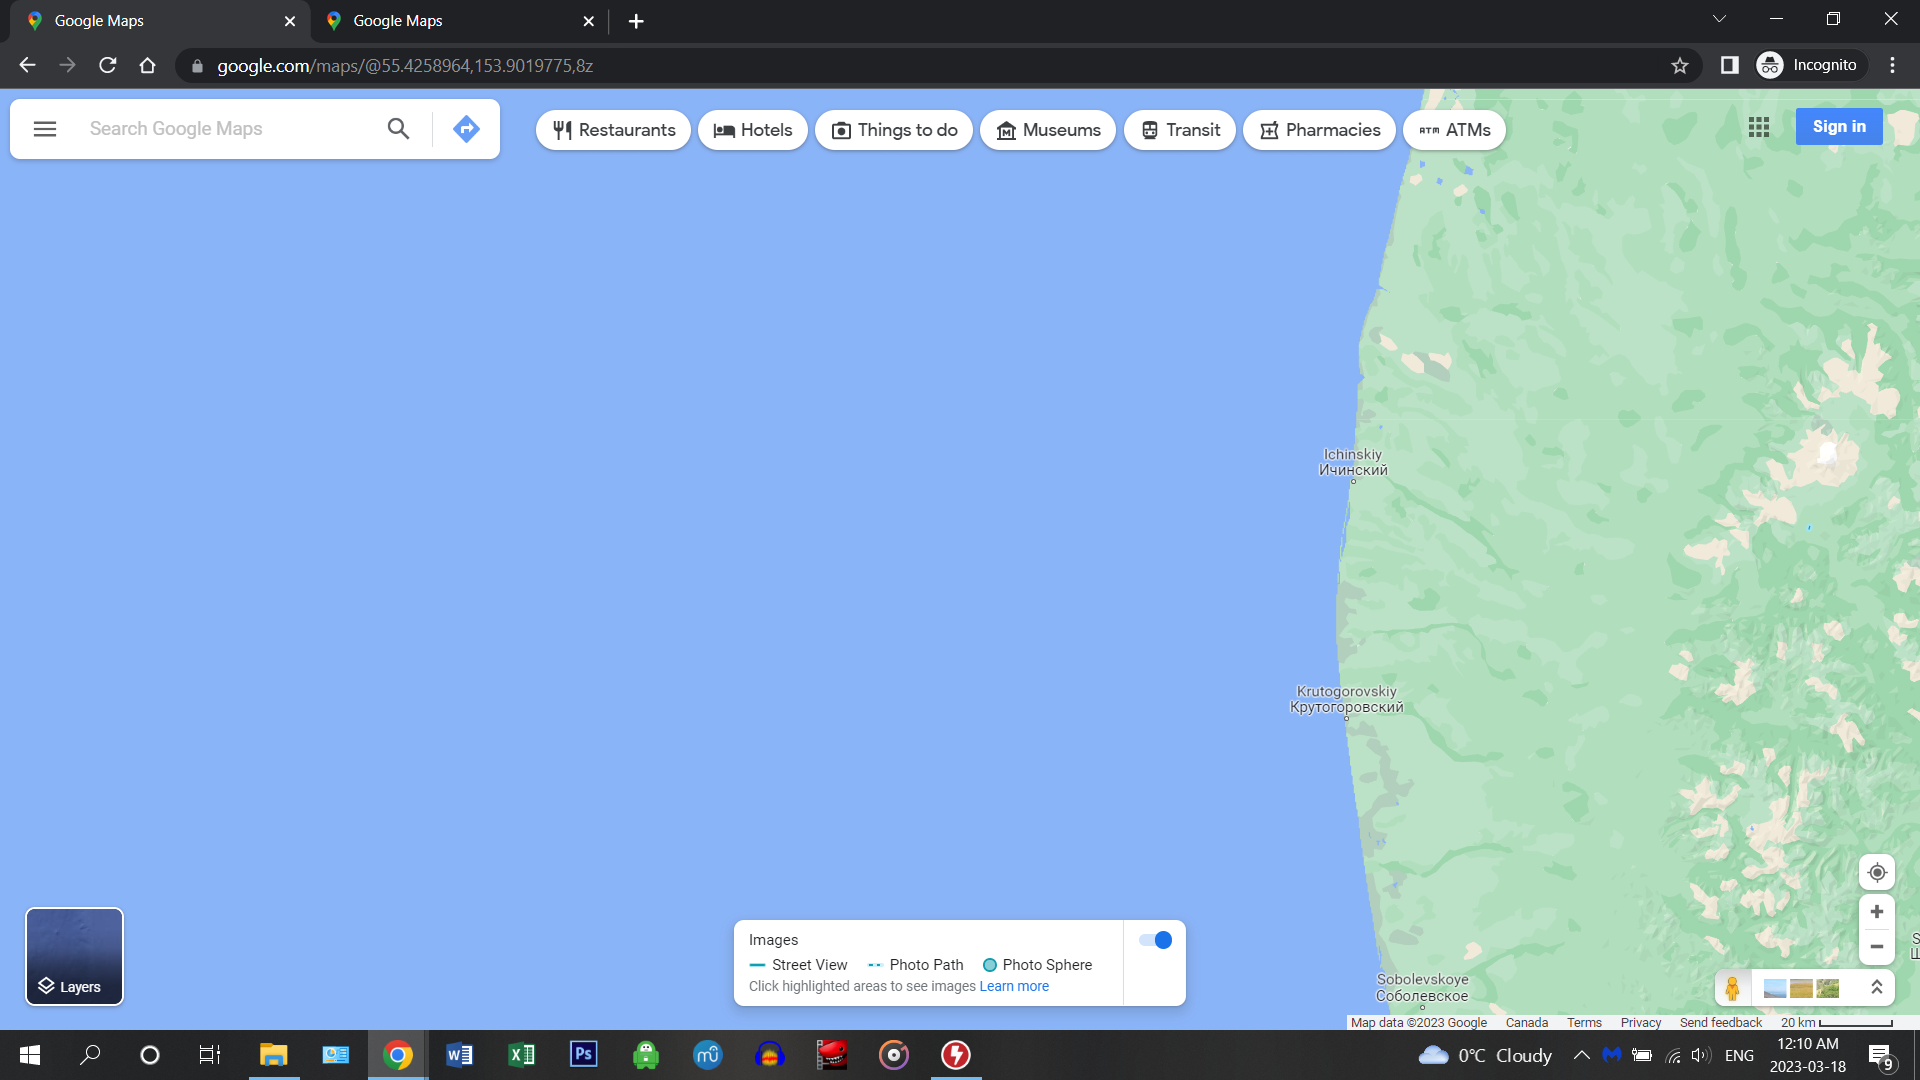 Google Maps
Google Maps
google.com/maps/@55.4258964,153.9019775,8z
Incognito
Search Google Maps
Restaurants
Hotels
Things to do
Museums
Transit
Pharmacies
ATM ATMs
Sign in
Ichinskiy
Ичинский
Krutogorovskiy
Крутогоровский
Sobolevskoye
Соболевское
S
Layers
Images
Street View
Photo Path
Photo Sphere
Click highlighted areas to see images Learn more
Map data ©2023 Google
Canada
Terms
Privacy
Send feedback
20 km
W
X
Ps
0°C Cloudy
ENG
12:10 AM
2023-03-18
9